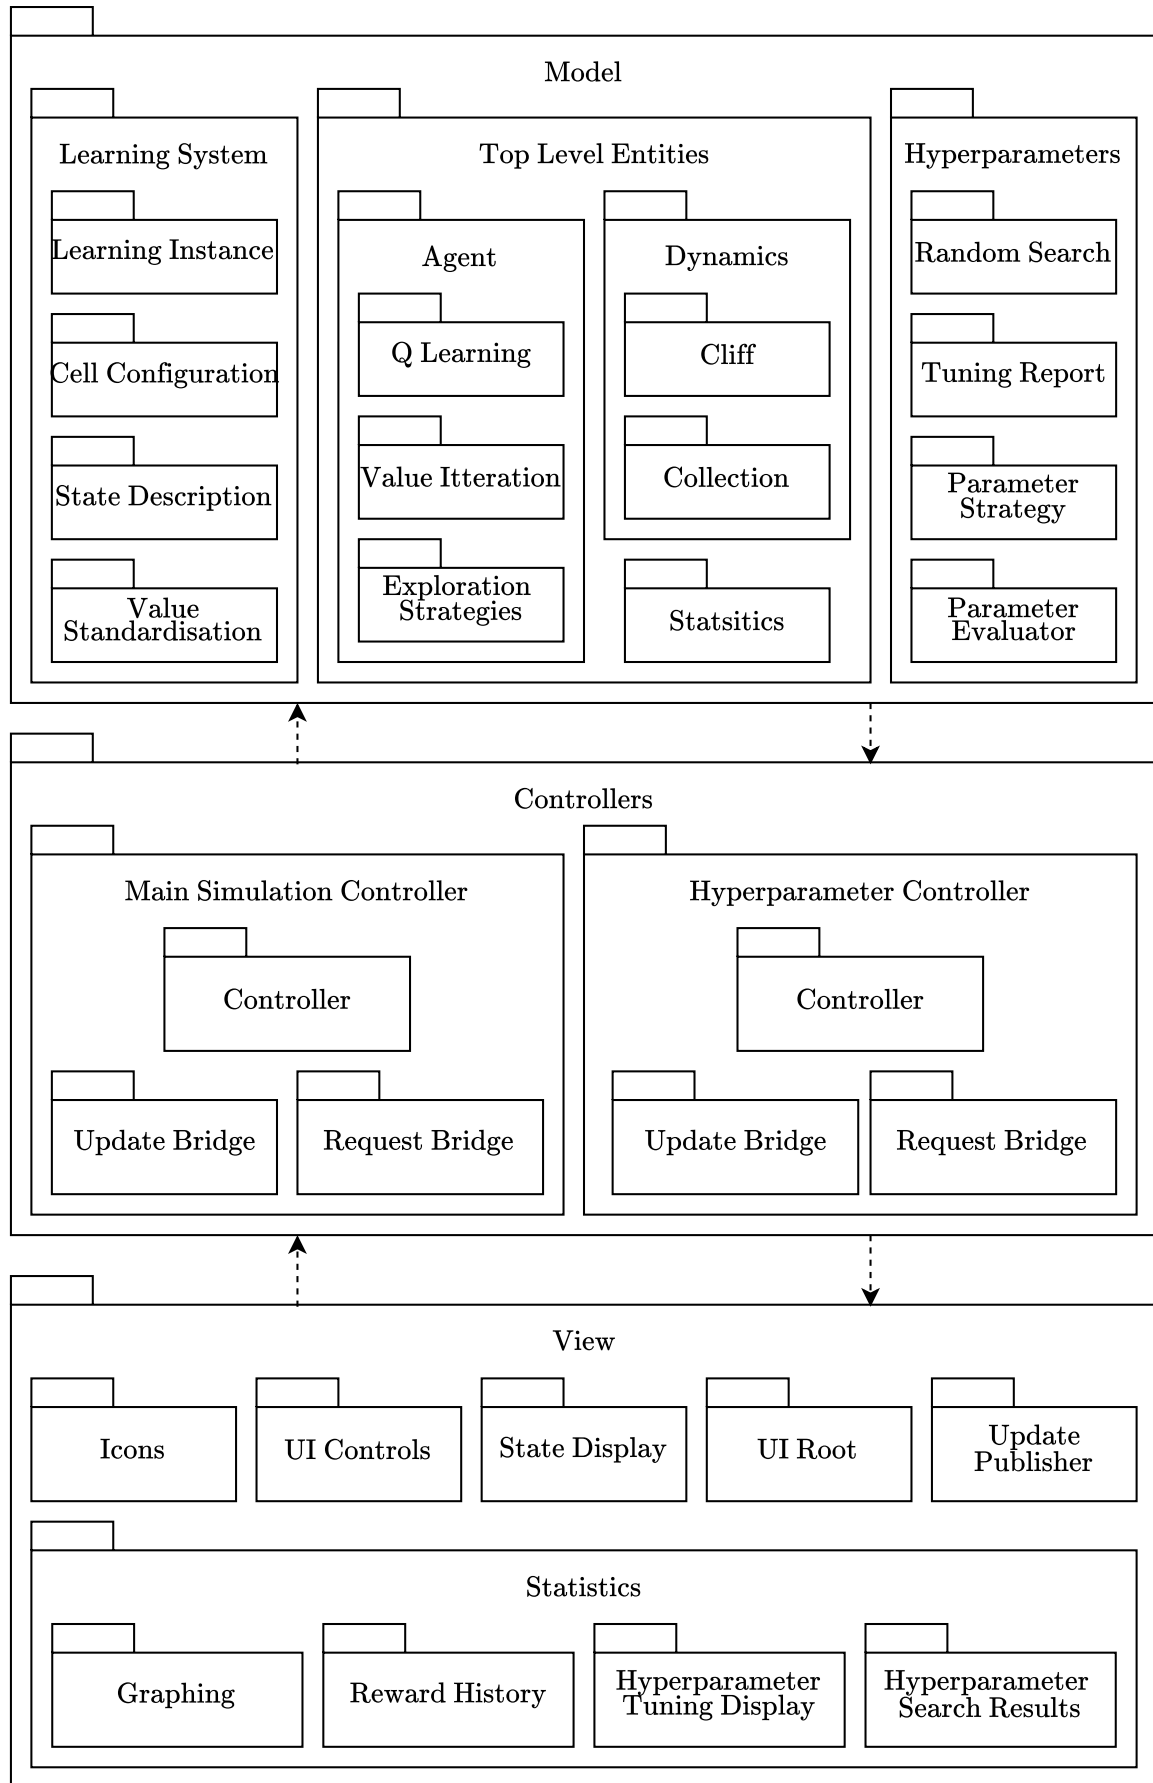 Model
Learning System
Learning Instance
Cell Configuration
State Description
Value
Standardisation
Top Level Entities
Agent
Q Learning
Value Itteration
Exploration
Strategies
Dynamics
Cliff
Collection
Statsitics
Hyperparameters
Random Search
Tuning Report
Parameter
Strategy
Parameter
Evaluator
Controllers
Main Simulation Controller
Controller
Update Bridge
Request Bridge
Hyperparameter Controller
Controller
Update Bridge
Request Bridge
View
Icons
UI Controls
State Display
UI Root
Update
Publisher
Statistics
Graphing
Reward History
Hyperparameter
Tuning Display
Hyperparameter
Search Results